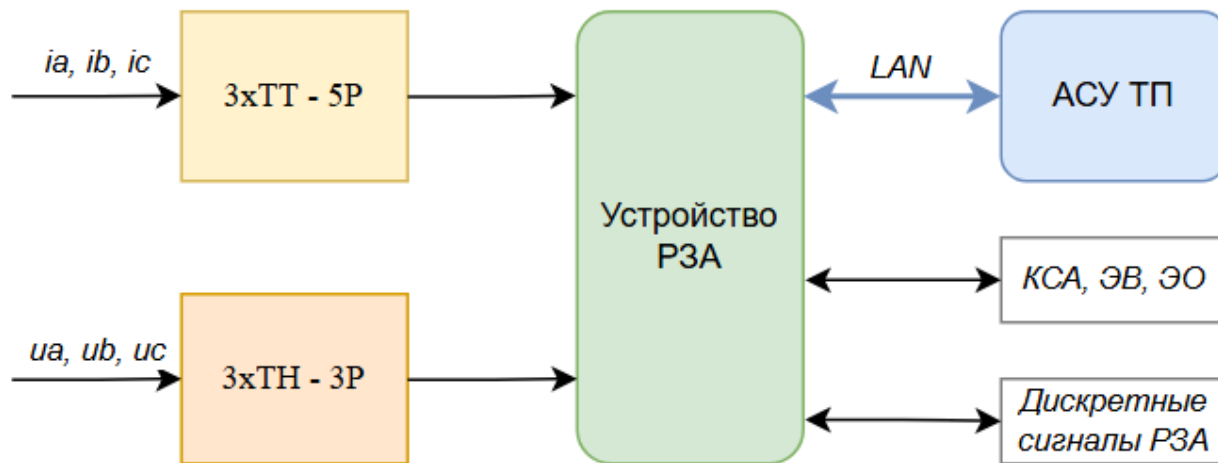 ia, ib, ic
3хТТ - 5Р
LAN
АСУ ТП
Устройство
РЗА
КСА, ЭВ, ЭО
ua, ub, uc
3хТН - 3Р
Дискретные
сигналы РЗА